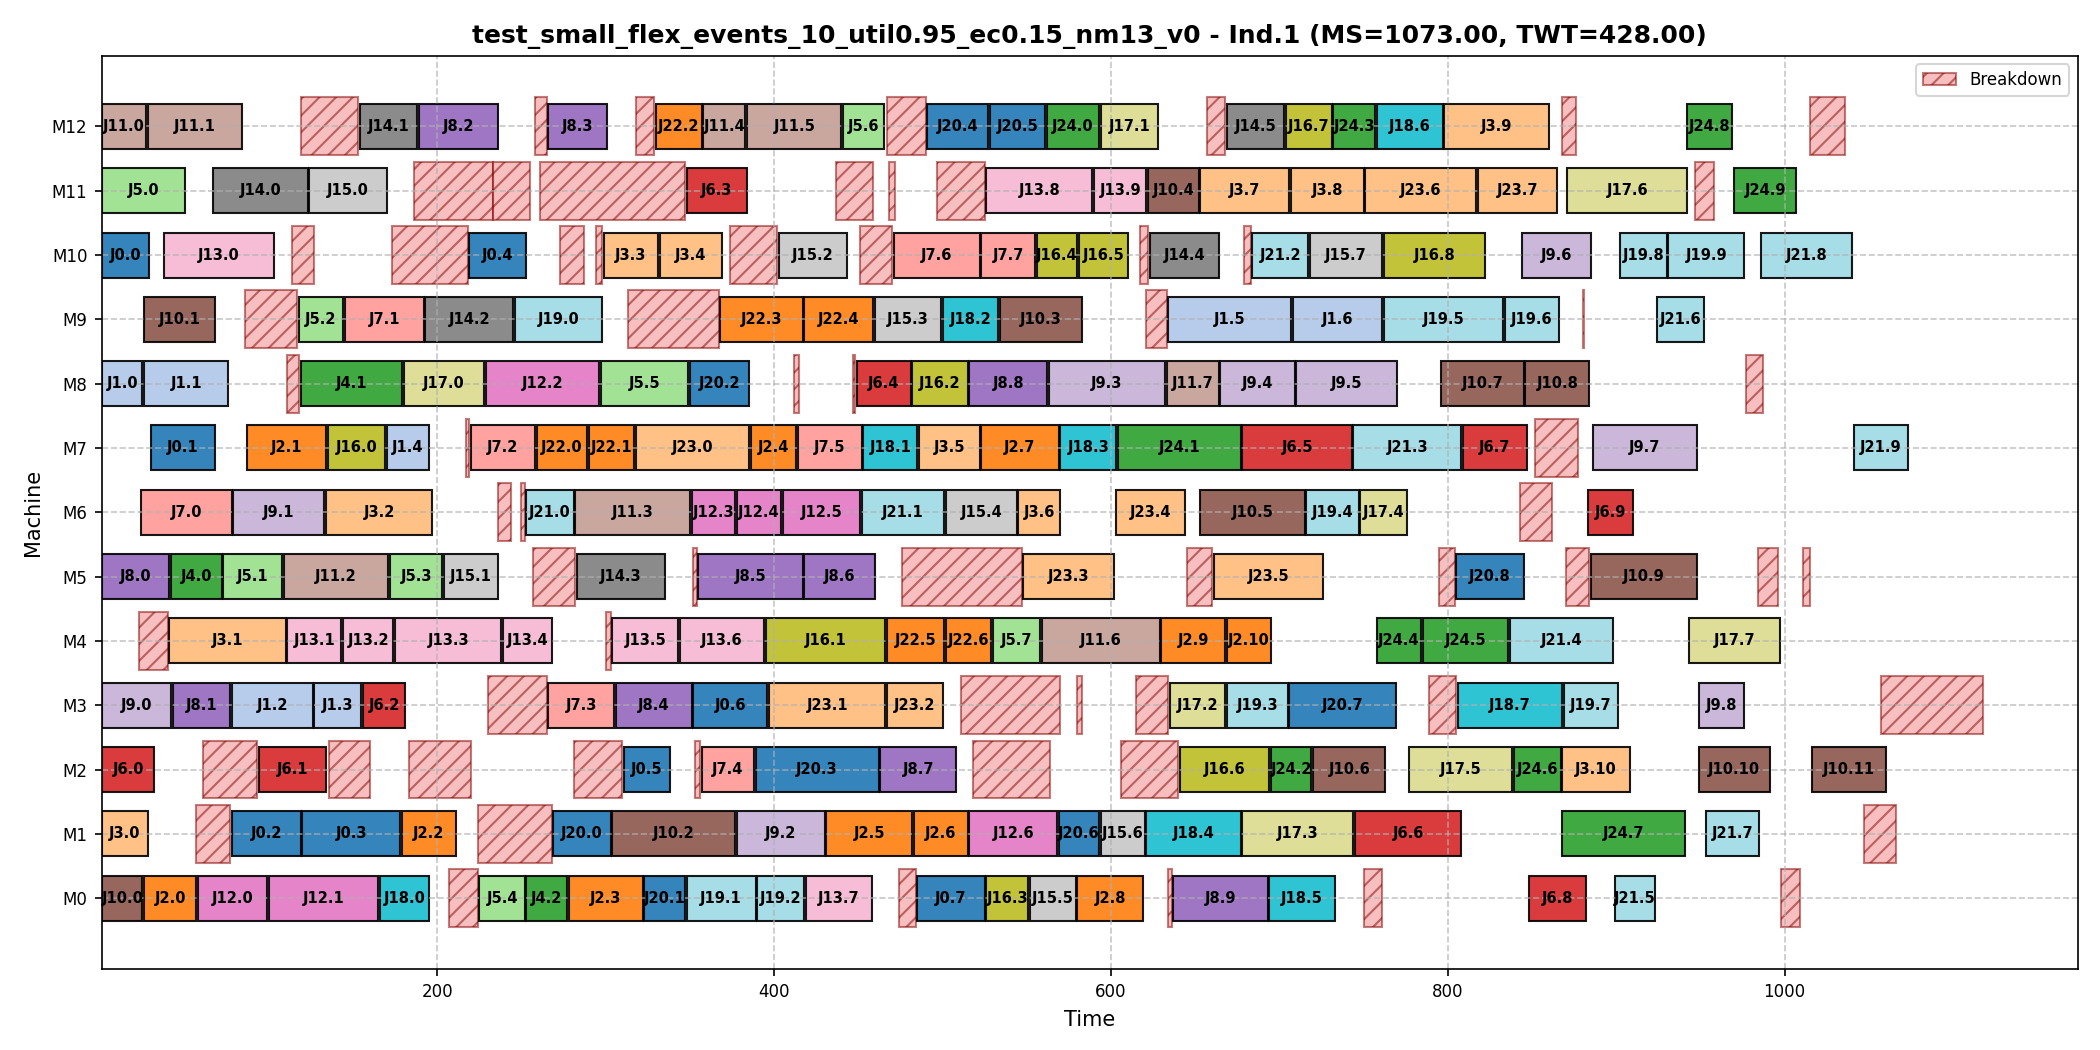 test_small_flex_events_10_util0.95_ec0.15_nm13_v0 - Ind.1 (MS=1073.00, TWT=428.00)
Breakdown
M12 J11.0 J11.1 J14.1 J8.2 J8.3 J22.2 J11.4 J11.5 J5.6 J20.4 J20.5 J24.0 J17.1 J14.5 J16.7 J24.3 J18.6 J3.9 J24.8
M11 J5.0 J14.0 J15.0 J6.3 J13.8 J13.9 J10.4 J3.7 J3.8 J23.6 J23.7 J17.6 J24.9
M10 J0.0 J13.0 J0.4 J3.3 J3.4 J15.2 J7.6 J7.7 J16.4 J16.5 J14.4 J21.2 J15.7 J16.8 J9.6 J19.8 J19.9 J21.8
M9 J10.1 J5.2 J7.1 J14.2 J19.0 J22.3 J22.4 J15.3 J18.2 J10.3 J1.5 J1.6 J19.5 J19.6 J21.6
M8 J1.0 J1.1 J4.1 J17.0 J12.2 J5.5 J20.2 J6.4 J16.2 J8.8 J9.3 J11.7 J9.4 J9.5 J10.7 J10.8
M7 J0.1 J2.1 J16.0 J1.4 J7.2 J22.0 J22.1 J23.0 J2.4 J7.5 J18.1 J3.5 J2.7 J18.3 J24.1 J6.5 J21.3 J6.7 J9.7 J21.9
M6 J7.0 J9.1 J3.2 J21.0 J11.3 J12.3 J12.4 J12.5 J21.1 J15.4 J3.6 J23.4 J10.5 J19.4 J17.4 J6.9
M5 J8.0 J4.0 J5.1 J11.2 J5.3 J15.1 J14.3 J8.5 J8.6 J23.3 J23.5 J20.8 J10.9
M4 J3.1 J13.1 J13.2 J13.3 J13.4 J13.5 J13.6 J16.1 J22.5 J22.6 J5.7 J11.6 J2.9 J2.10 J24.4 J24.5 J21.4 J17.7
M3 J9.0 J8.1 J1.2 J1.3 J6.2 J7.3 J8.4 J0.6 J23.1 J23.2 J17.2 J19.3 J20.7 J18.7 J19.7 J9.8
M2 J6.0 J6.1 J0.5 J7.4 J20.3 J8.7 J16.6 J24.2 J10.6 J17.5 J24.6 J3.10 J10.10 J10.11
M1 J3.0 J0.2 J0.3 J2.2 J20.0 J10.2 J9.2 J2.5 J2.6 J12.6 J20.6 J15.6 J18.4 J17.3 J6.6 J24.7 J21.7
M0 J10.0 J2.0 J12.0 J12.1 J18.0 J5.4 J4.2 J2.3 J20.1 J19.1 J19.2 J13.7 J0.7 J16.3 J15.5 J2.8 J8.9 J18.5 J6.8 J21.5
200 400 600 800 1000
Time
Machine